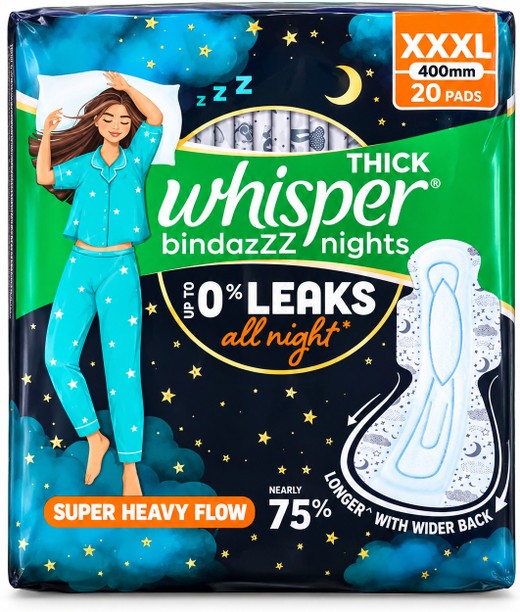 XXXL
400mm
20 PADS
z z z
THICK
whisper®
bindazZZ nights
UP TO 0% LEAKS
all night*
SUPER HEAVY FLOW
NEARLY
75%
LONGER^ WITH WIDER BACK